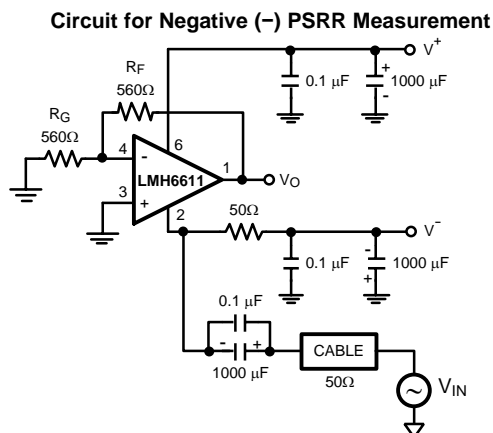 Circuit for Negative (−) PSRR Measurement
V+
+
0.1 μF
1000 μF
-
RF
560Ω
RG
560Ω
6
4
-
1
LMH6611
VO
3
+
2
50Ω
V-
-
0.1 μF
1000 μF
+
0.1 μF
-
+
CABLE
1000 μF
50Ω
VIN